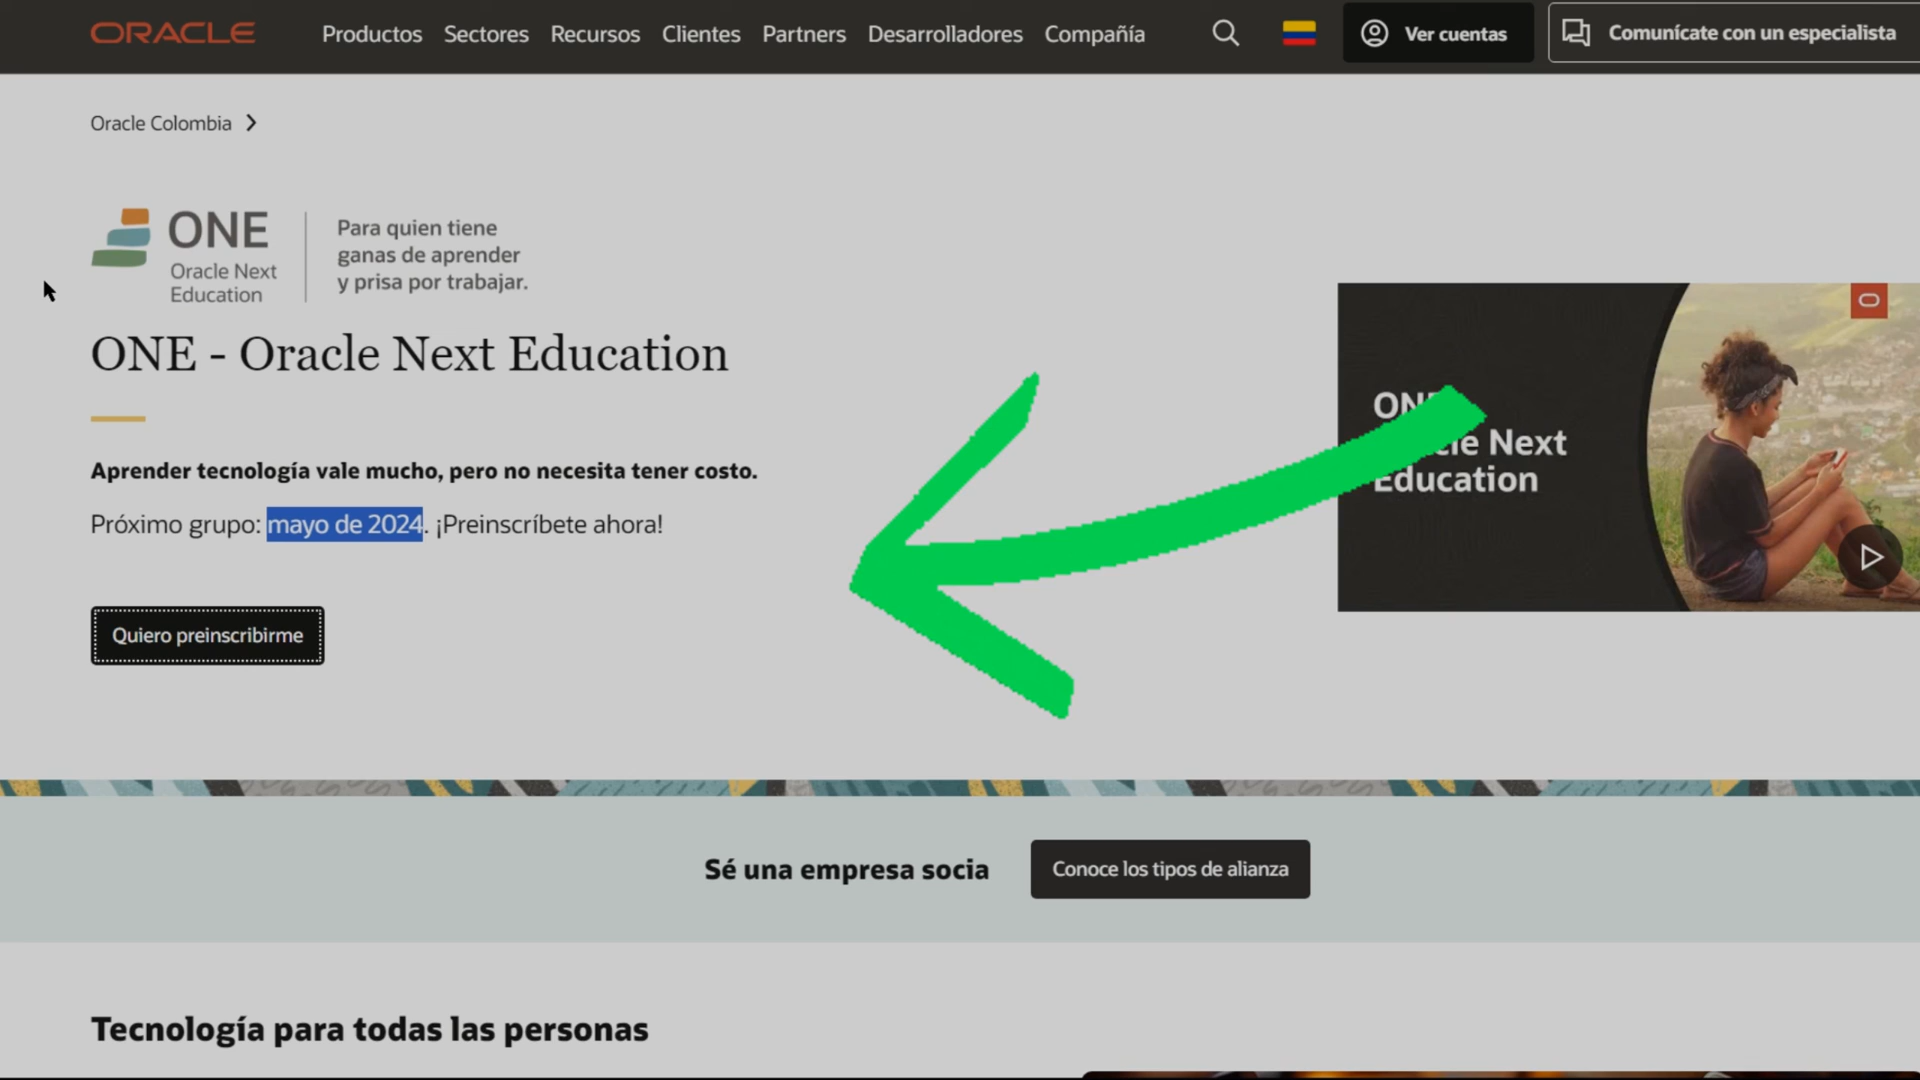 ORACLE
Productos Sectores Recursos Clientes Partners Desarrolladores Compañía
Ver cuentas
Comunícate con un especialista
Oracle Colombia
ONE
Oracle Next
Education
Para quien tiene
ganas de aprender
y prisa por trabajar.
ONE - Oracle Next Education
Aprender tecnología vale mucho, pero no necesita tener costo.
Próximo grupo: mayo de 2024. ¡Preinscríbete ahora!
Quiero preinscribirme
Next
Education
Sé una empresa socia
Conoce los tipos de alianza
Tecnología para todas las personas